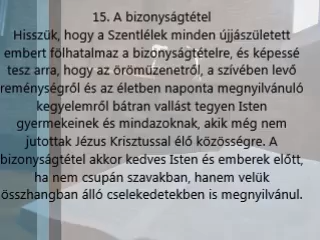 15. A bizonyságtétel
Hisszük, hogy a Szentlélek minden újjászületett
embert fölhatalmaz a bizonyságtételre, és képessé
tesz arra, hogy az örömüzenetről, a szívében levő
reménységről és az életben naponta megnyilvánuló
kegyelemről bátran vallást tegyen Isten
gyermekeinek és mindazoknak, akik még nem
jutottak Jézus Krisztussal élő közösségre. A
bizonyságtétel akkor kedves Isten és emberek előtt,
ha nem csupán szavakban, hanem velük
összhangban álló cselekedetekben is megnyilvánul.